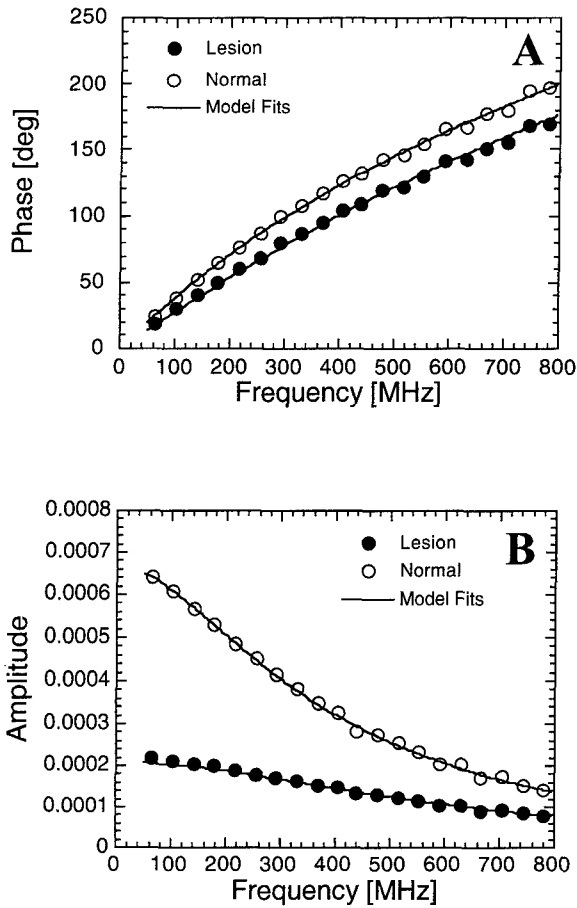 A
Lesion
Normal
Model Fits
Phase [deg]
250
200
150
100
50
0
0 100 200 300 400 500 600 700 800
Frequency [MHz]
B
Lesion
Normal
Model Fits
Amplitude
0.0008
0.0007
0.0006
0.0005
0.0004
0.0003
0.0002
0.0001
0
0 100 200 300 400 500 600 700 800
Frequency [MHz]